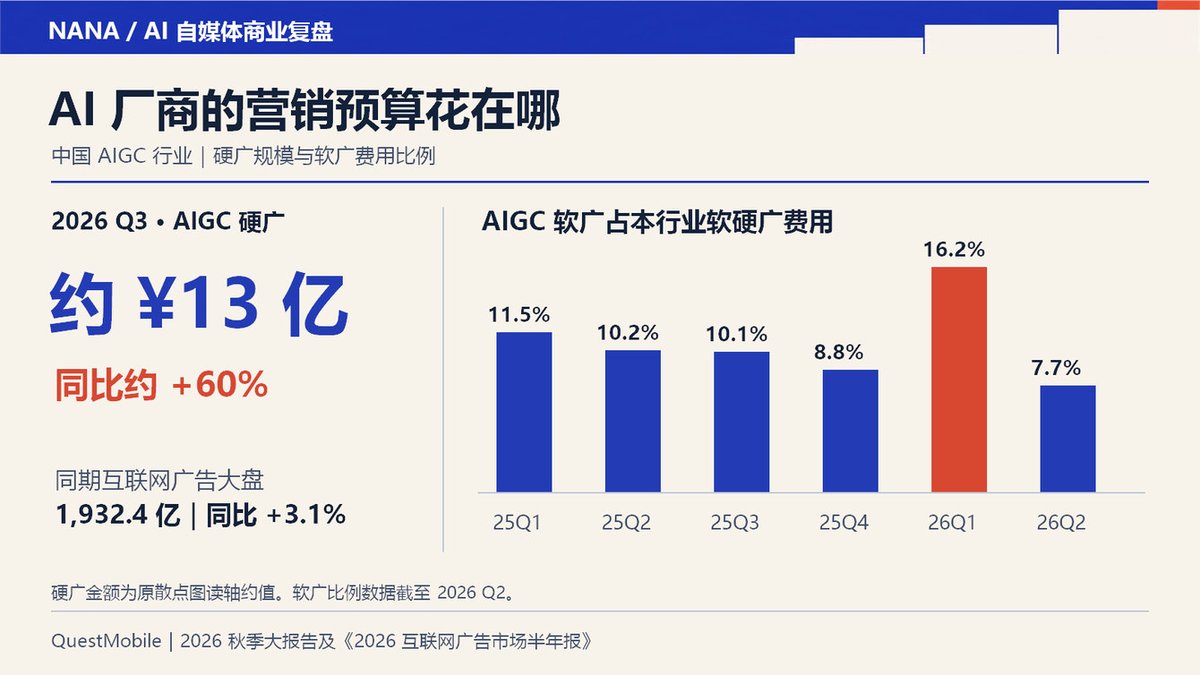 NANA / AI 自媒体商业复盘
AI 厂商的营销预算花在哪
中国 AIGC 行业 | 硬广规模与软广费用比例
2026 Q3 • AIGC 硬广
约 ¥13 亿
同比约 +60%
同期互联网广告大盘
1,932.4 亿 | 同比 +3.1%
AIGC 软广占本行业软硬广费用
11.5%
10.2%
10.1%
8.8%
16.2%
7.7%
25Q1
25Q2
25Q3
25Q4
26Q1
26Q2
硬广金额为原散点图读轴约值。软广比例数据截至 2026 Q2。
QuestMobile | 2026 秋季大报告及《2026 互联网广告市场半年报》